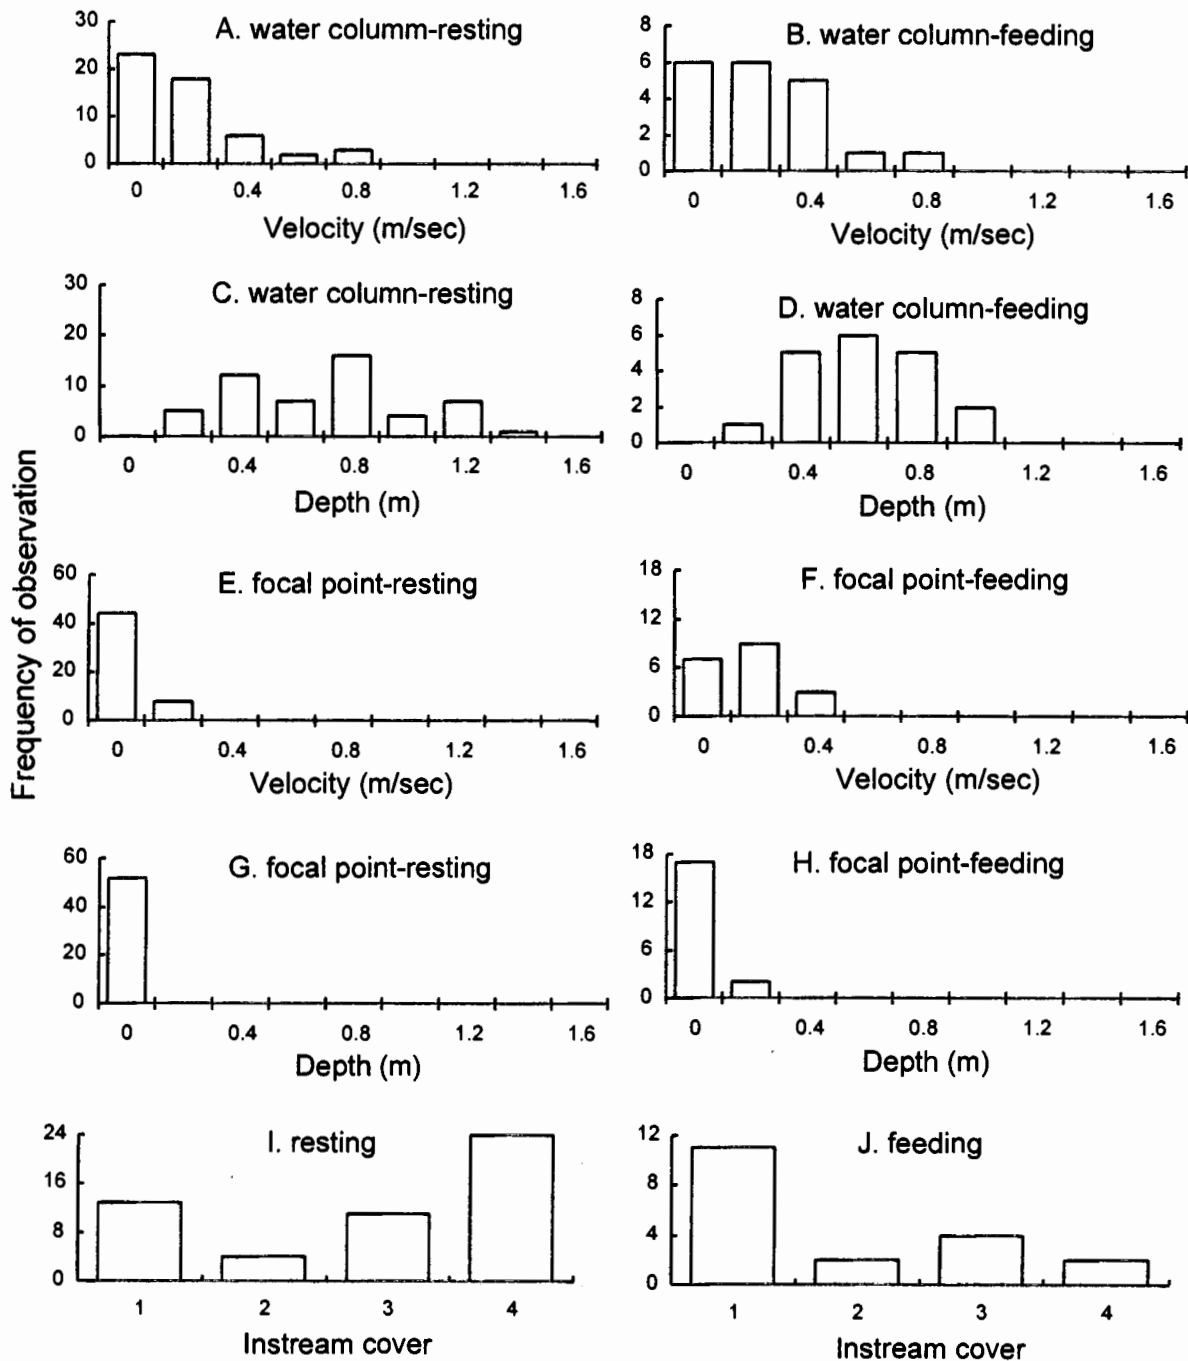 A. water columm-resting
30
20
10
0
0 0.4 0.8 1.2 1.6
Velocity (m/sec)
B. water column-feeding
8
6
4
2
0
0 0.4 0.8 1.2 1.6
Velocity (m/sec)
C. water column-resting
30
20
10
0
0 0.4 0.8 1.2 1.6
Depth (m)
D. water column-feeding
8
6
4
2
0
0 0.4 0.8 1.2 1.6
Depth (m)
Frequency of observation
E. focal point-resting
60
40
20
0
0 0.4 0.8 1.2 1.6
Velocity (m/sec)
F. focal point-feeding
18
12
6
0
0 0.4 0.8 1.2 1.6
Velocity (m/sec)
G. focal point-resting
60
40
20
0
0 0.4 0.8 1.2 1.6
Depth (m)
H. focal point-feeding
18
12
6
0
0 0.4 0.8 1.2 1.6
Depth (m)
I. resting
24
16
8
0
1 2 3 4
Instream cover
J. feeding
12
8
4
0
1 2 3 4
Instream cover